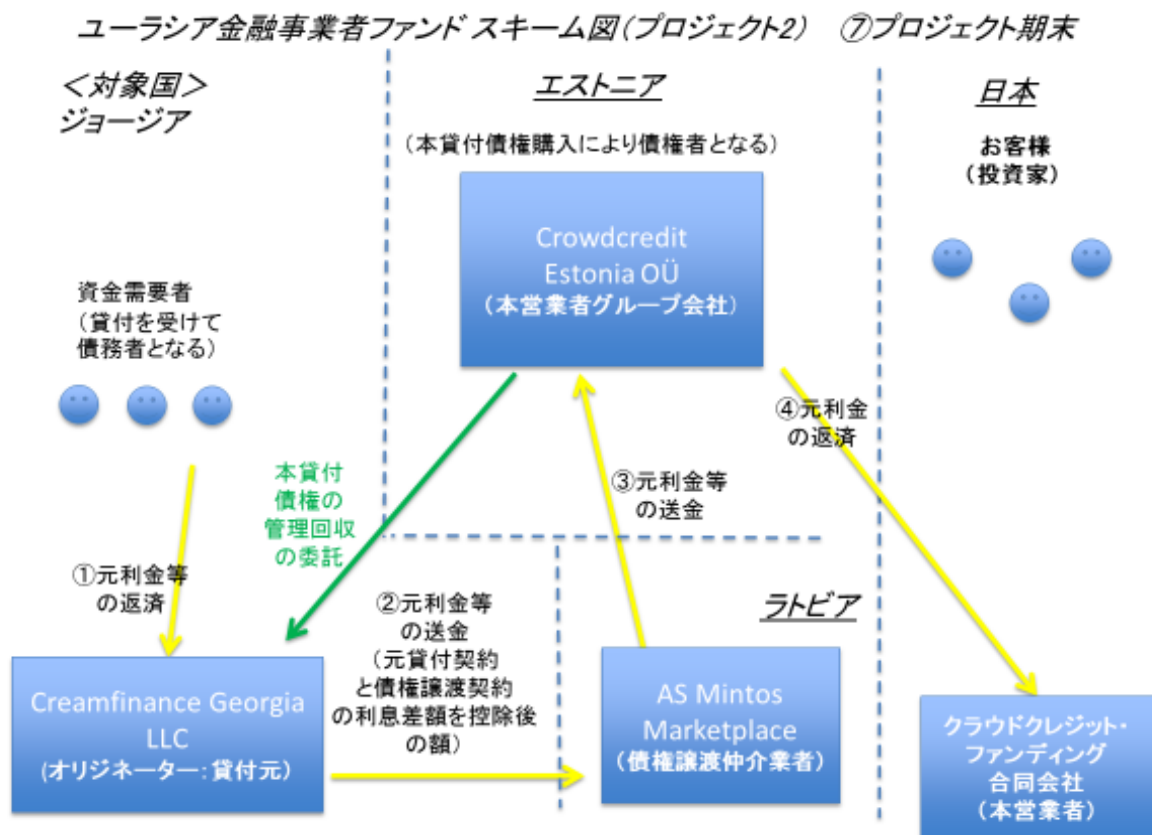 ユーラシア金融事業者ファンド スキーム図(プロジェクト2) ⑦プロジェクト期末
＜対象国＞
ジョージア
エストニア
日本
(本貸付債権購入により債権者となる)
お客様
(投資家)
Crowdcredit
Estonia OÜ
(本営業者グループ会社)
資金需要者
(貸付を受けて
債務者となる)
④元利金
の返済
本貸付
債権の
管理回収
の委託
③元利金等
の送金
①元利金等
の返済
②元利金等
の送金
(元貸付契約
と債権譲渡契約
の利息差額を控除後
の額)
ラトビア
Creamfinance Georgia
LLC
(オリジネーター：貸付元)
AS Mintos
Marketplace
(債権譲渡仲介業者)
クラウドクレジット・
ファンディング
合同会社
(本営業者)